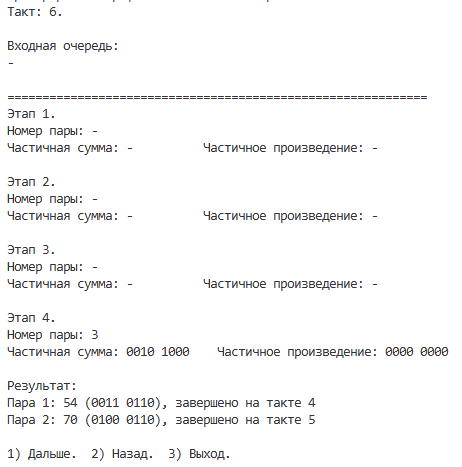 Такт: 6.
Входная очередь:
-
============================================================
Этап 1.
Номер пары: -
Частичная сумма: -          Частичное произведение: -
Этап 2.
Номер пары: -
Частичная сумма: -          Частичное произведение: -
Этап 3.
Номер пары: -
Частичная сумма: -          Частичное произведение: -
Этап 4.
Номер пары: 3
Частичная сумма: 0010 1000    Частичное произведение: 0000 0000
Результат:
Пара 1: 54 (0011 0110), завершено на такте 4
Пара 2: 70 (0100 0110), завершено на такте 5
1) Дальше.  2) Назад.  3) Выход.